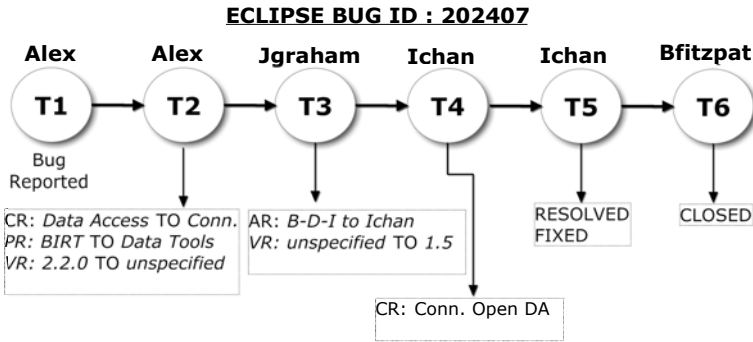 ECLIPSE BUG ID : 202407
Alex Alex Jgraham Ichan Ichan Bfitzpat
T1 T2 T3 T4 T5 T6
Bug
Reported
CR: Data Access TO Conn.
PR: BIRT TO Data Tools
VR: 2.2.0 TO unspecified
AR: B-D-I to Ichan
VR: unspecified TO 1.5
RESOLVED
FIXED
CLOSED
CR: Conn. Open DA